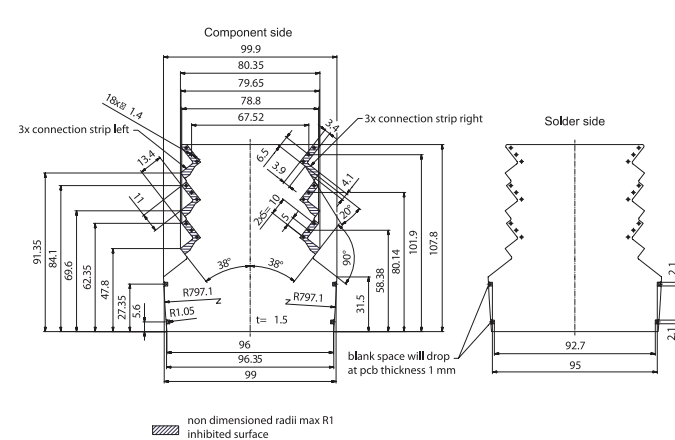 Component side
99.9
80.35
79.65
78.8
67.52
18x⌀ 1.4
3x connection strip left
3x connection strip right
Solder side
3.4
6.5
3.9
13.4
11
4.1
20°
2x5= 10
5
38°
38°
90°
91.35
84.1
69.6
62.35
47.8
27.35
5.6
R797.1
z
R797.1
z
R1.05
t= 1.5
31.5
58.38
80.14
101.9
107.8
96
96.35
99
blank space will drop
at pcb thickness 1 mm
92.7
95
2.1
2.1
non dimensioned radii max R1
inhibited surface